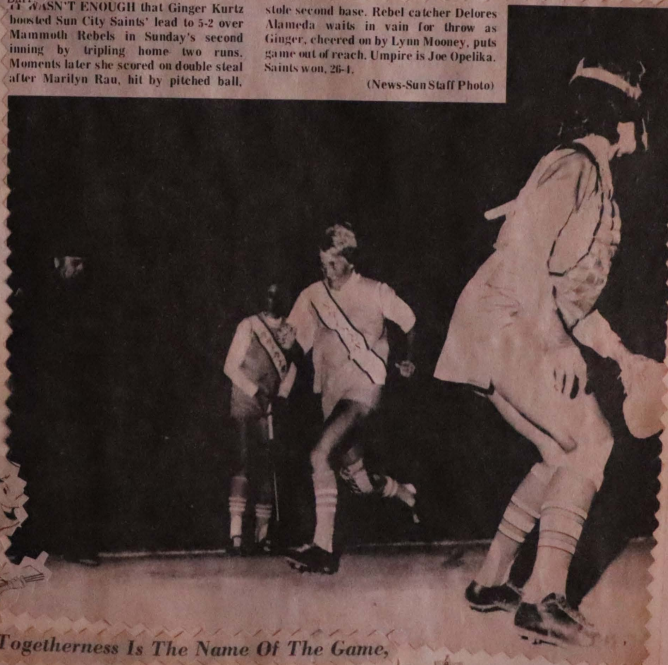 WASN'T ENOUGH that Ginger Kurtz
boosted Sun City Saints' lead to 5-2 over
Mammoth Rebels in Sunday's second
inning by tripling home two runs.
Moments later she scored on double steal
after Marilyn Rau, hit by pitched ball,
stole second base. Rebel catcher Delores
Alameda waits in vain for throw as
Ginger, cheered on by Lynn Mooney, puts
game out of reach. Umpire is Joe Opelika.
Saints won, 26-4.
(News-Sun Staff Photo)
Togetherness Is The Name Of The Game,